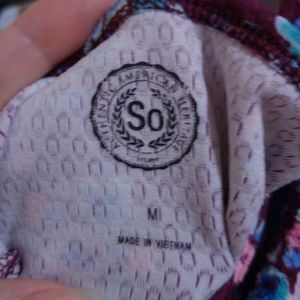 AUTHENTIC AMERICAN HERITAGE
So
M
MADE IN VIETNAM